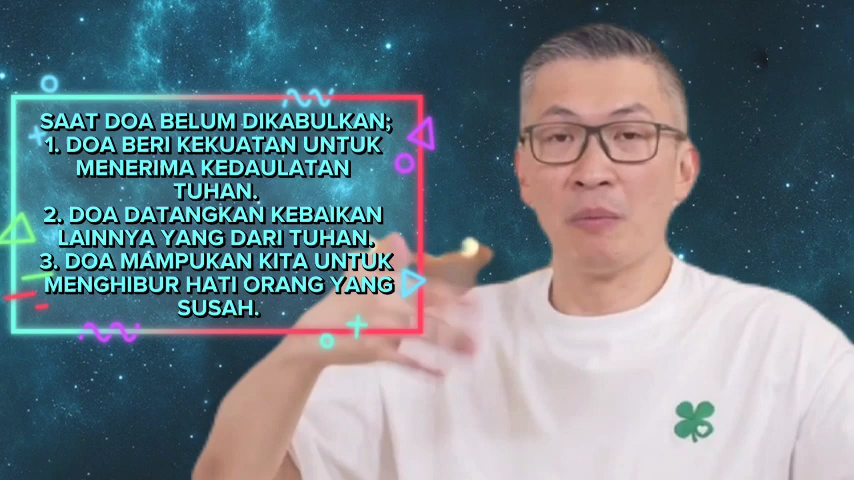 SAAT DOA BELUM DIKABULKAN;
1. DOA BERI KEKUATAN UNTUK
MENERIMA KEDAULATAN
TUHAN.
2. DOA DATANGKAN KEBAIKAN
LAINNYA YANG DARI TUHAN.
3. DOA MAMPUKAN KITA UNTUK
MENGHIBUR HATI ORANG YANG
SUSAH.